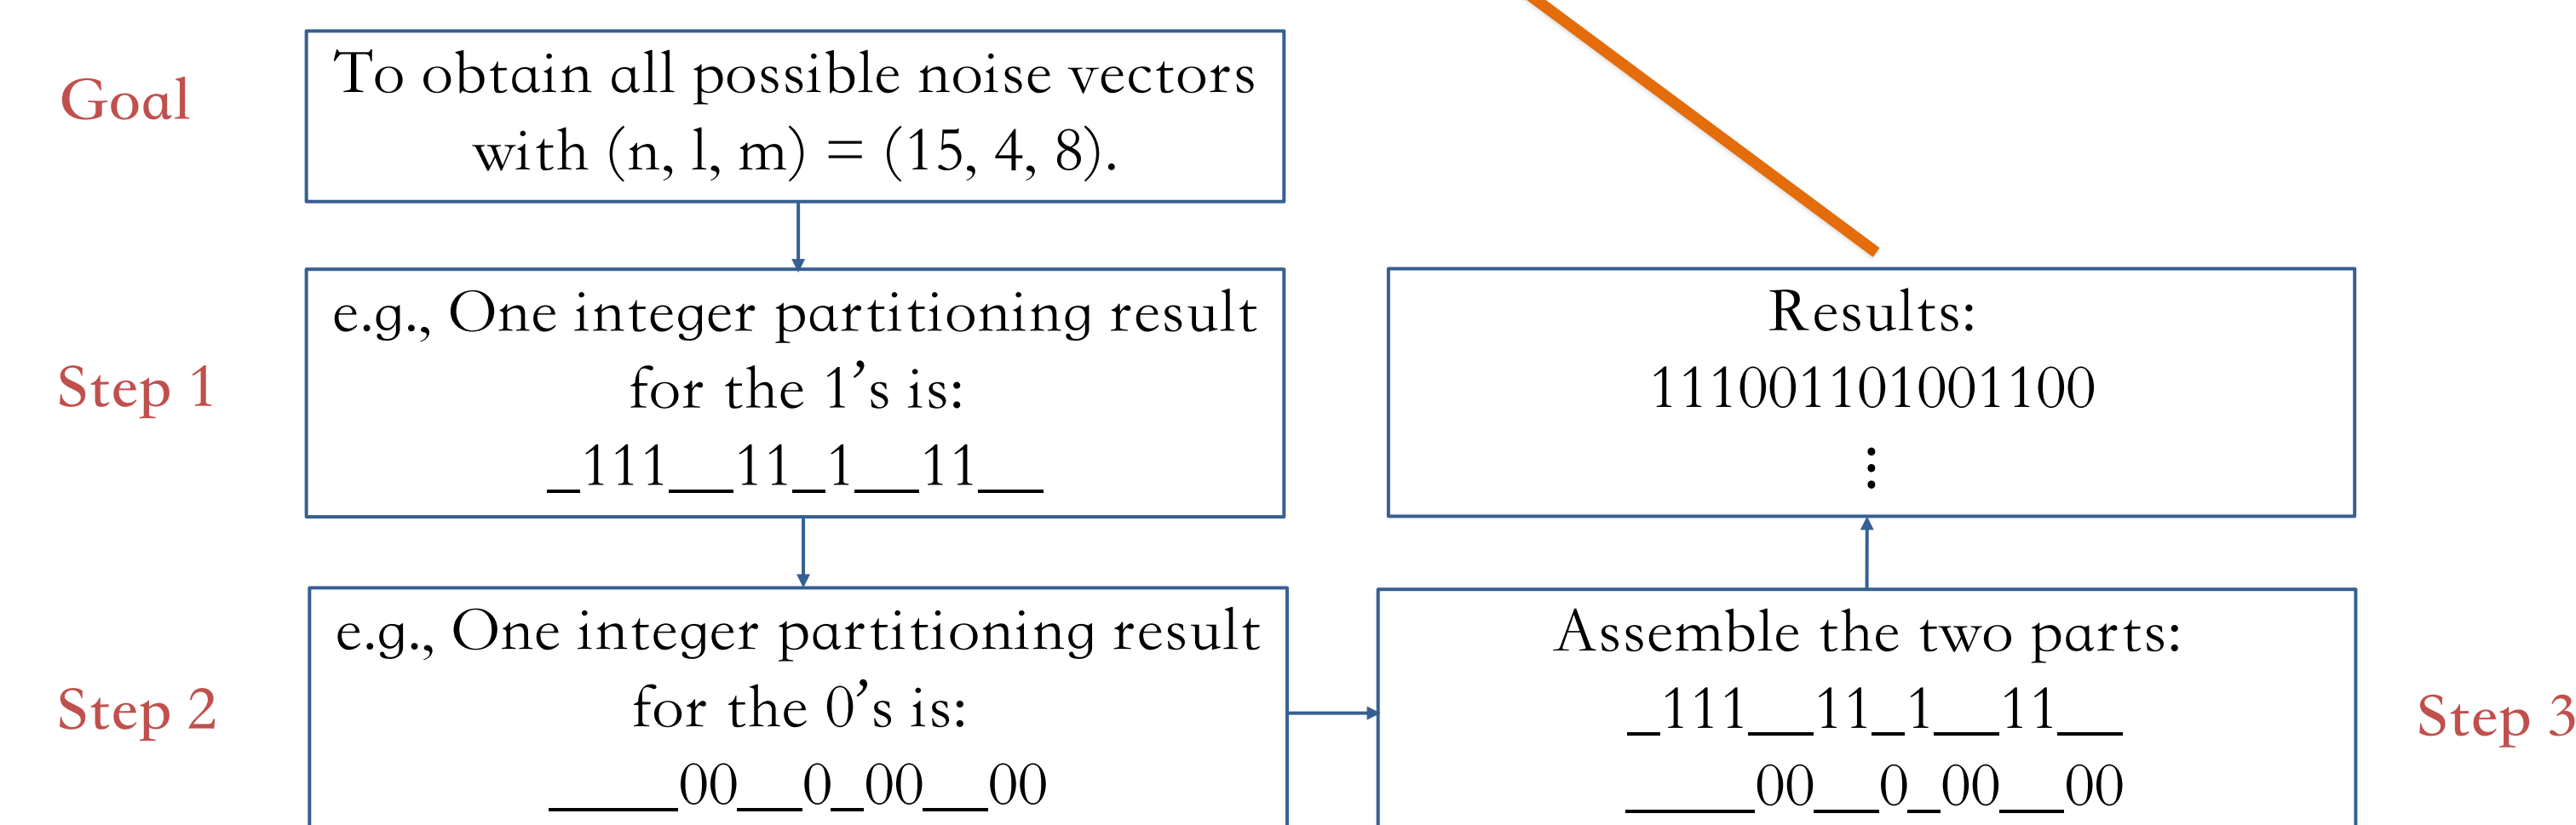 Goal
To obtain all possible noise vectors
with (n, l, m) = (15, 4, 8).
Step 1
e.g., One integer partitioning result
for the 1’s is:
_111__11_1__11__
Results:
111001101001100
⋮
Step 2
e.g., One integer partitioning result
for the 0’s is:
____00__0_00__00
Assemble the two parts:
_111__11_1__11__
____00__0_00__00
Step 3